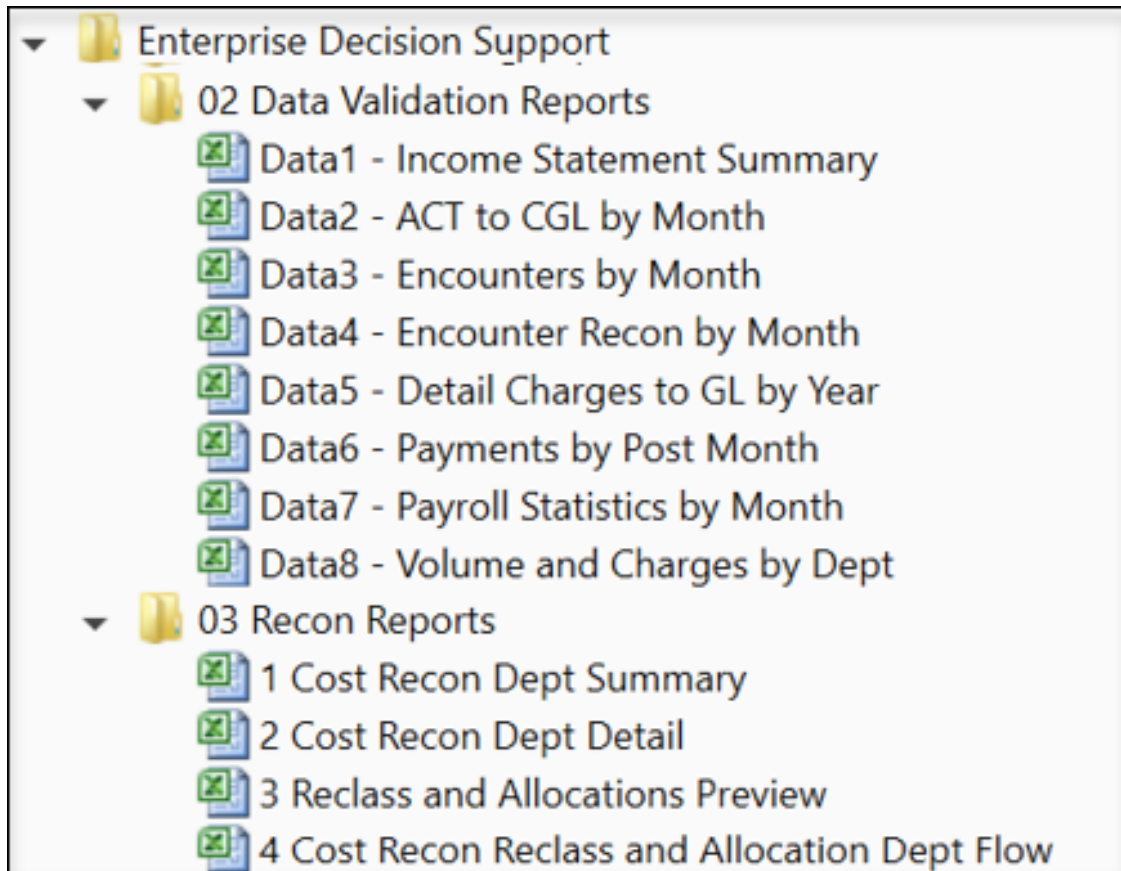 Enterprise Decision Support
02 Data Validation Reports
Data1 - Income Statement Summary
Data2 - ACT to CGL by Month
Data3 - Encounters by Month
Data4 - Encounter Recon by Month
Data5 - Detail Charges to GL by Year
Data6 - Payments by Post Month
Data7 - Payroll Statistics by Month
Data8 - Volume and Charges by Dept
03 Recon Reports
1 Cost Recon Dept Summary
2 Cost Recon Dept Detail
3 Reclass and Allocations Preview
4 Cost Recon Reclass and Allocation Dept Flow